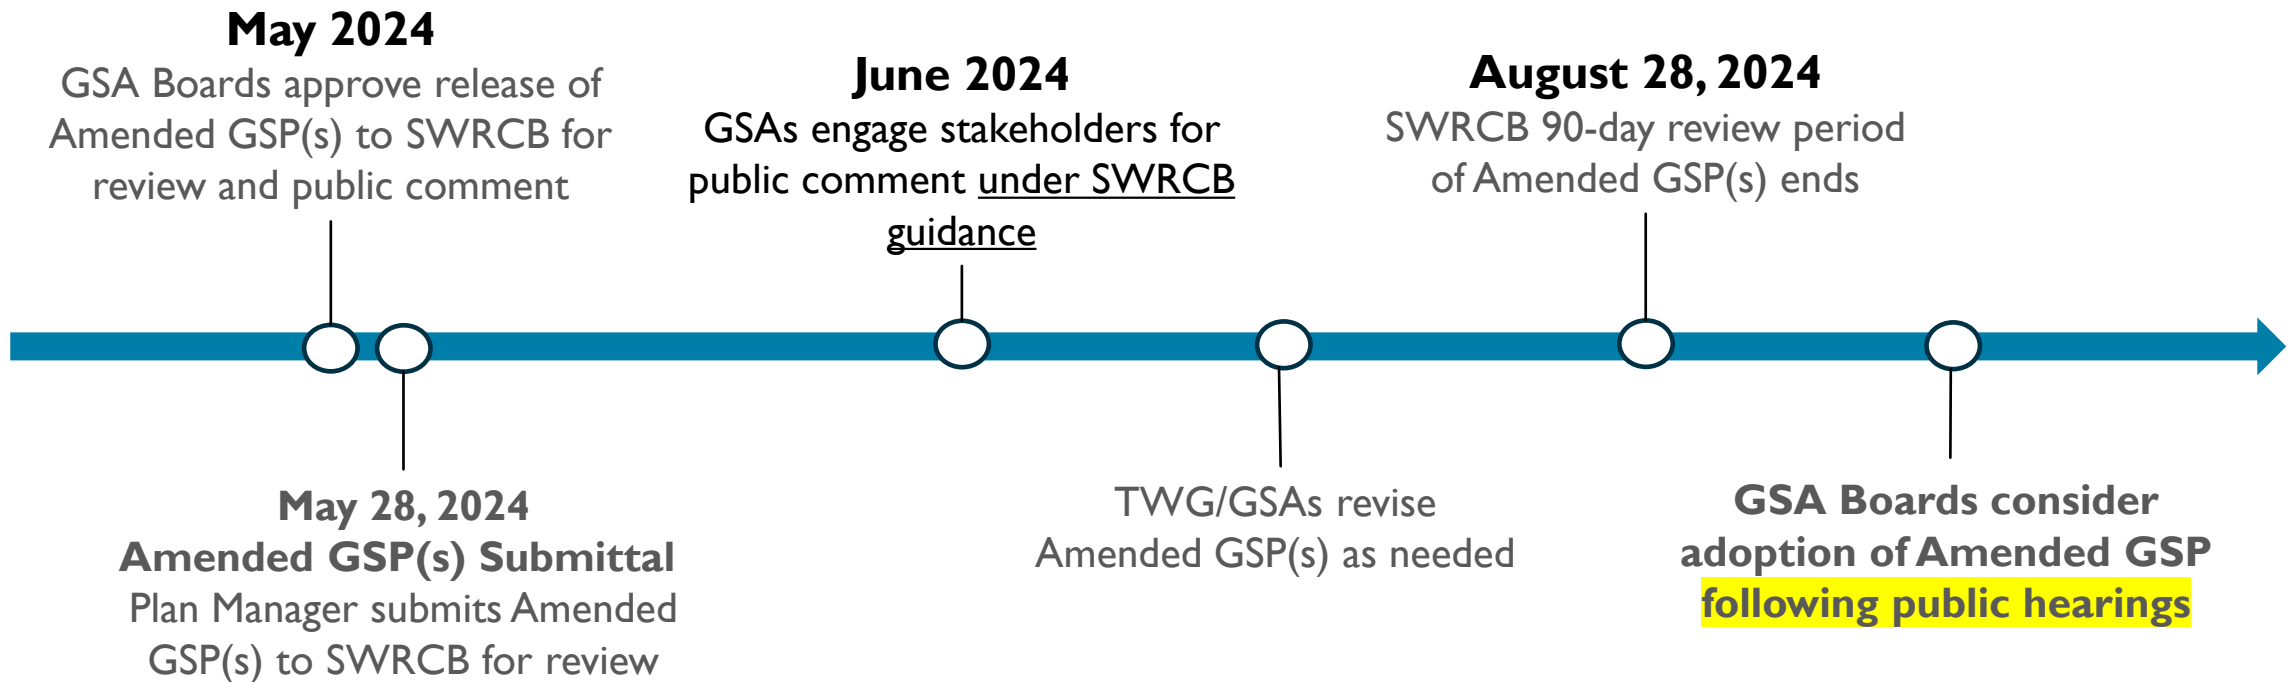 May 2024
GSA Boards approve release of
Amended GSP(s) to SWRCB for
review and public comment
June 2024
GSAs engage stakeholders for
public comment under SWRCB
guidance
August 28, 2024
SWRCB 90-day review period
of Amended GSP(s) ends
May 28, 2024
Amended GSP(s) Submittal
Plan Manager submits Amended
GSP(s) to SWRCB for review
TWG/GSAs revise
Amended GSP(s) as needed
GSA Boards consider
adoption of Amended GSP
following public hearings